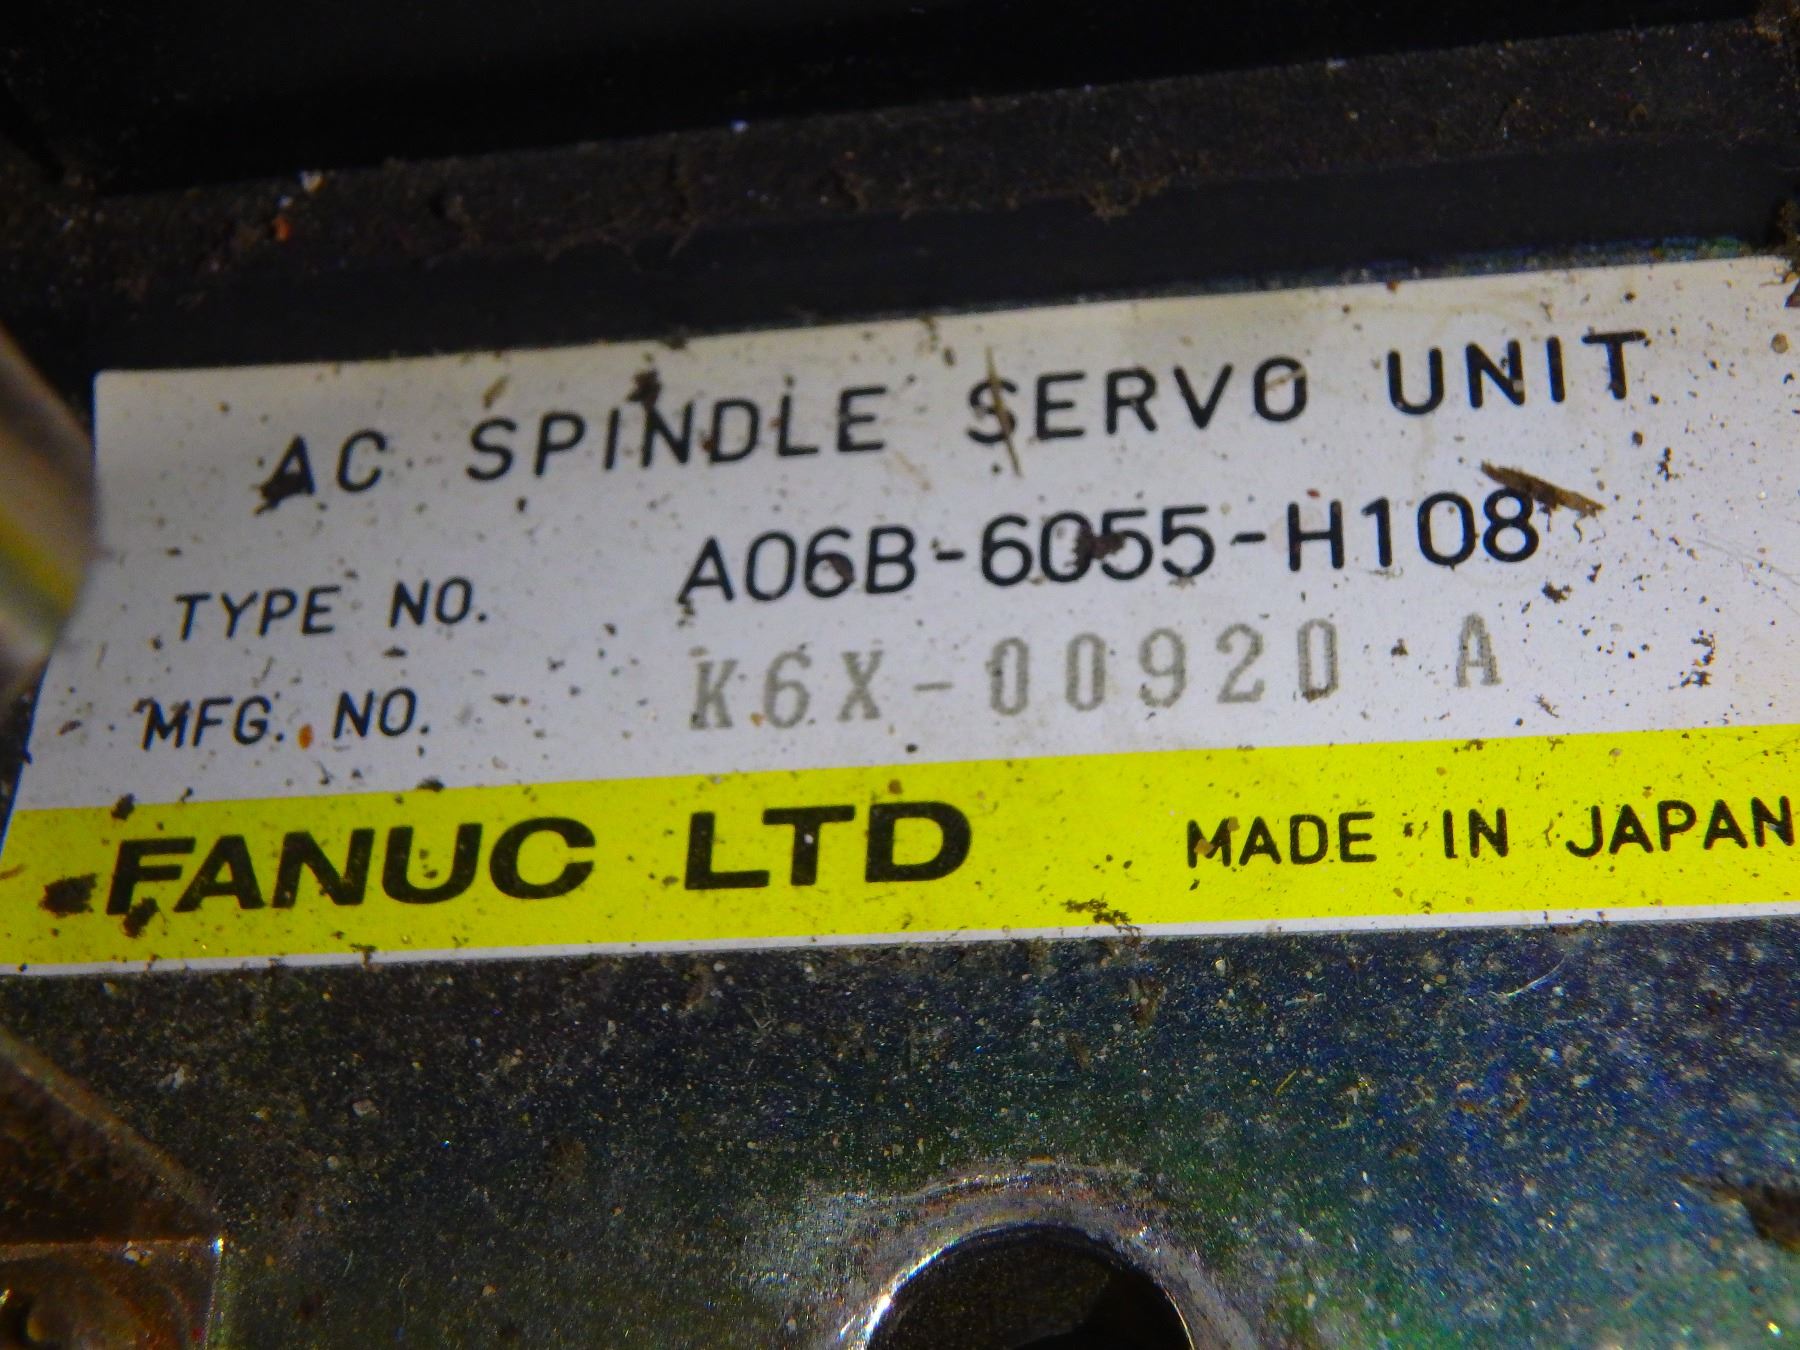 AC SPINDLE SERVO UNIT
TYPE NO. A06B-6055-H108
MFG. NO. K6X-00920 A
FANUC LTD MADE IN JAPAN